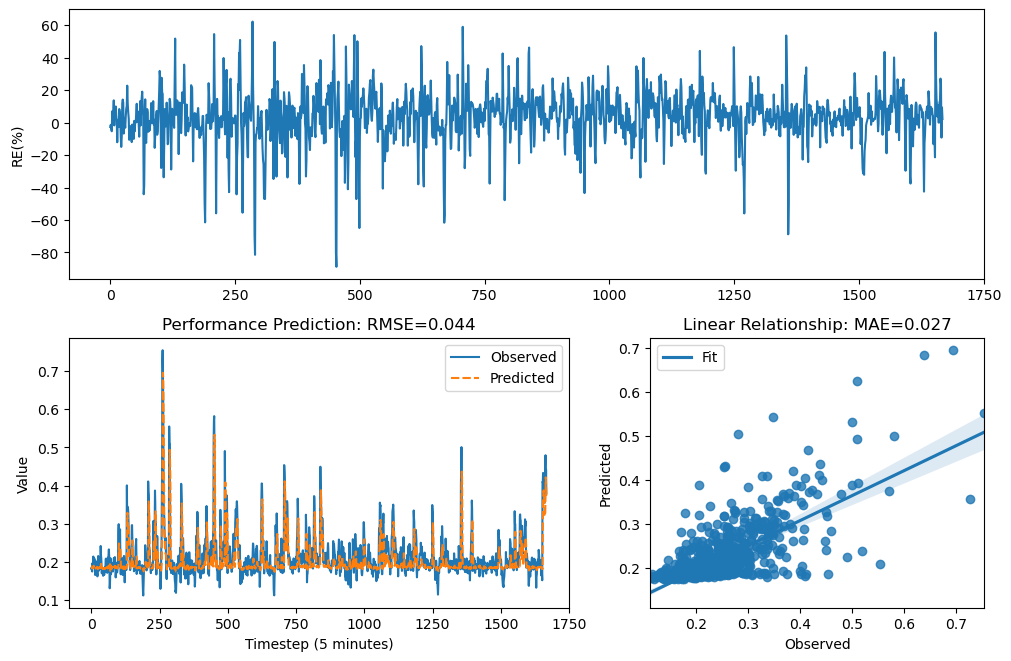 60
40
20
0
−20
−40
−60
−80
RE(%)
0 250 500 750 1000 1250 1500 1750
Performance Prediction: RMSE=0.044
Observed
Predicted
0.7
0.6
0.5
0.4
0.3
0.2
0.1
Value
0 250 500 750 1000 1250 1500 1750
Timestep (5 minutes)
Linear Relationship: MAE=0.027
Fit
0.7
0.6
0.5
0.4
0.3
0.2
Predicted
0.2 0.3 0.4 0.5 0.6 0.7
Observed